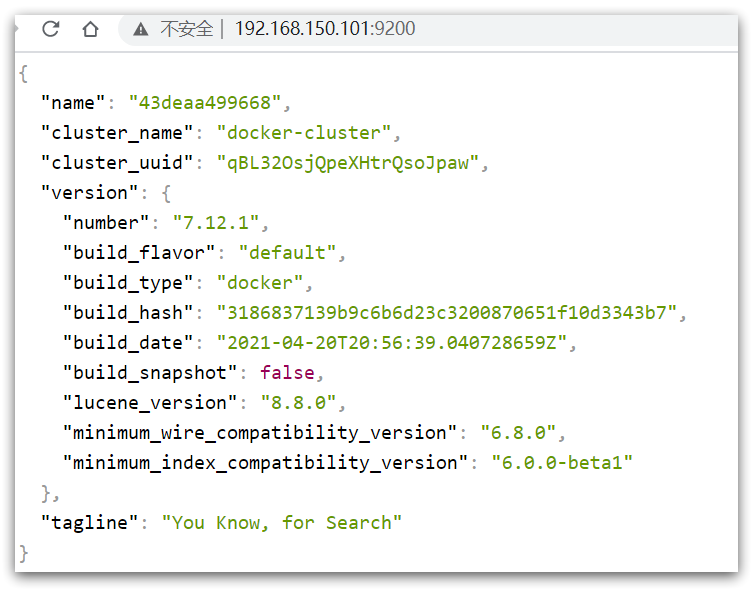 不安全 | 192.168.150.101:9200
{
  "name": "43deaa499668",
  "cluster_name": "docker-cluster",
  "cluster_uuid": "qBL32OsjQpeXHtrQsoJpaw",
  "version": {
    "number": "7.12.1",
    "build_flavor": "default",
    "build_type": "docker",
    "build_hash": "3186837139b9c6b6d23c3200870651f10d3343b7",
    "build_date": "2021-04-20T20:56:39.040728659Z",
    "build_snapshot": false,
    "lucene_version": "8.8.0",
    "minimum_wire_compatibility_version": "6.8.0",
    "minimum_index_compatibility_version": "6.0.0-beta1"
  },
  "tagline": "You Know, for Search"
}